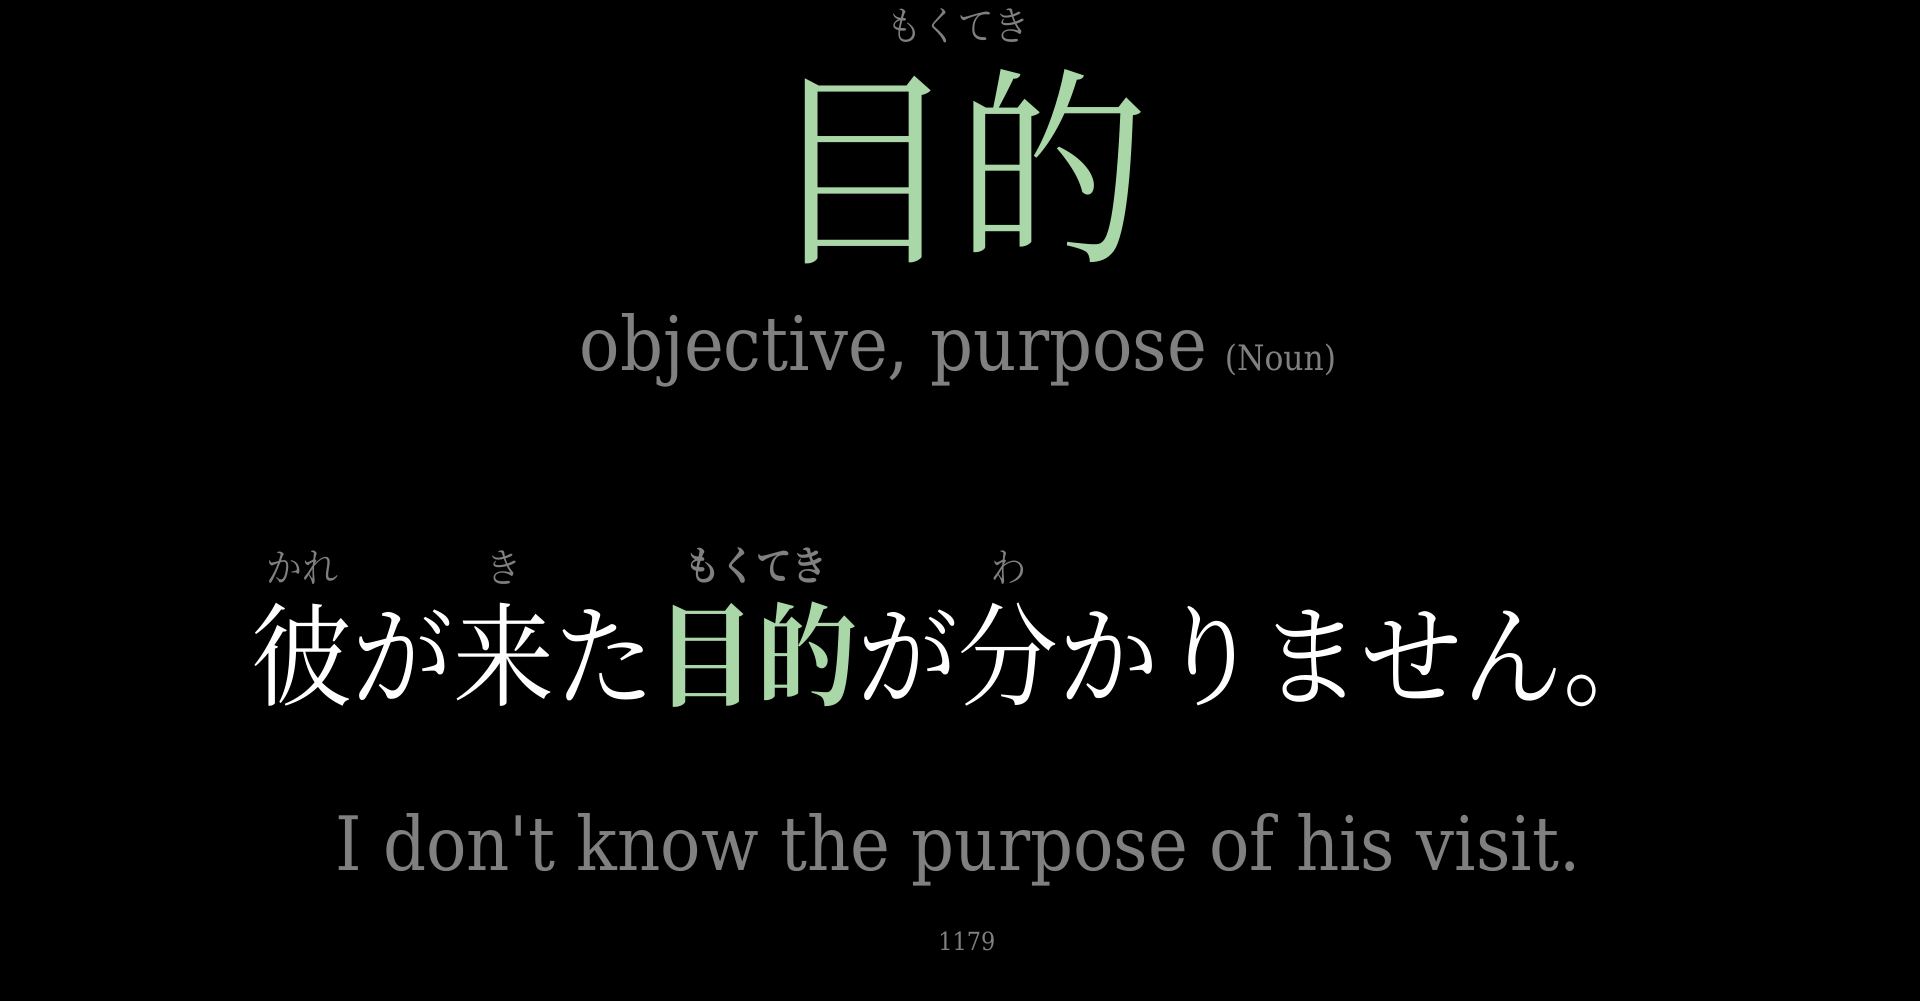 もくてき
目的
objective, purpose (Noun)
かれ き もくてき わ
彼が来た目的が分かりません。
I don't know the purpose of his visit.
1179